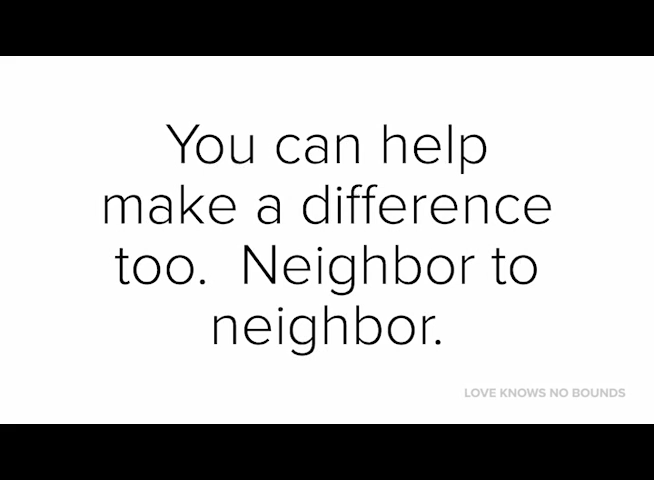 You can help
make a difference
too.  Neighbor to
neighbor.
LOVE KNOWS NO BOUNDS